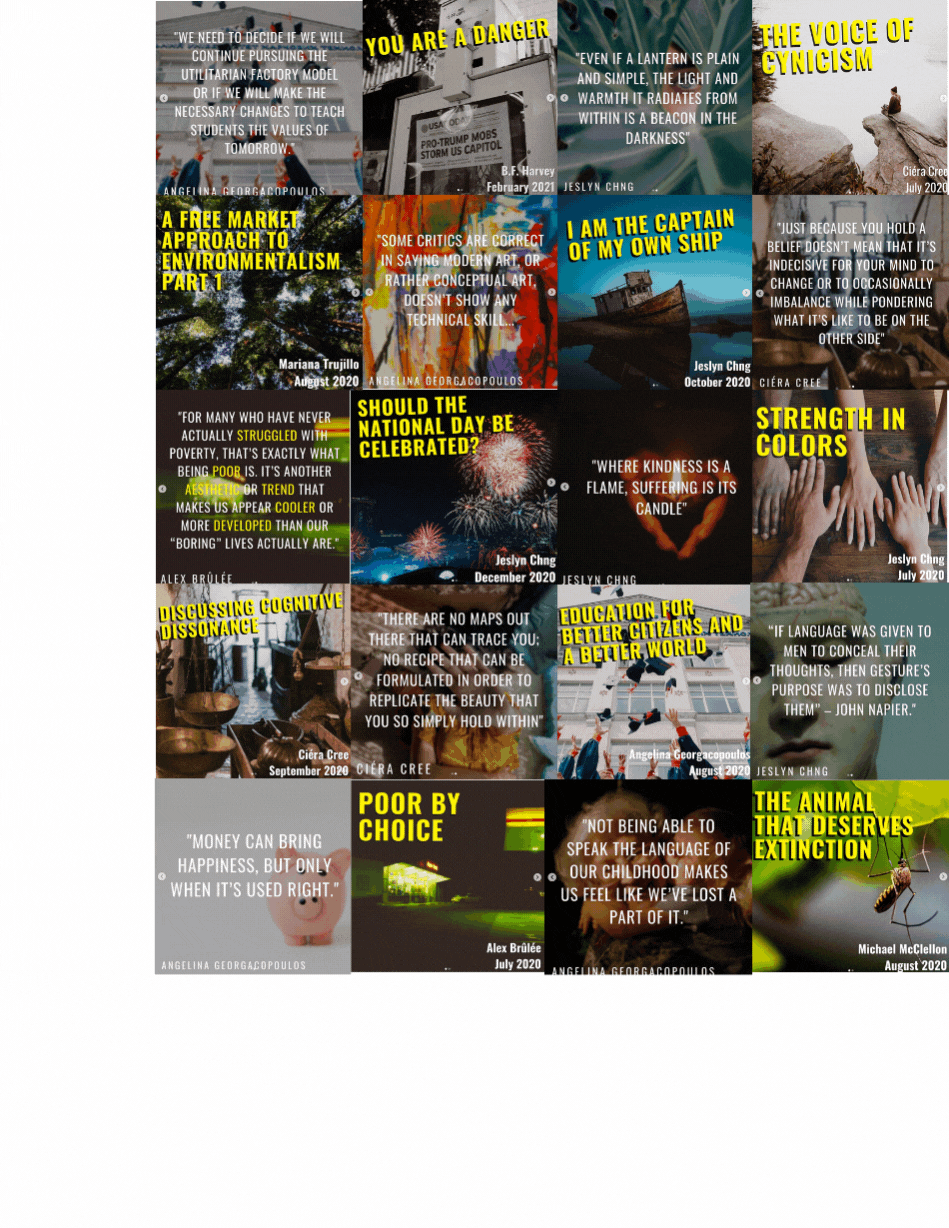 "WE NEED TO DECIDE IF WE WILL
CONTINUE PURSUING THE
UTILITARIAN FACTORY MODEL
OR IF WE WILL MAKE THE
NECESSARY CHANGES TO TEACH
STUDENTS THE VALUES OF
TOMORROW."
ANGELINA GEORGACOPOULOS
YOU ARE A DANGER
USA TODAY
PRO-TRUMP MOBS
STORM US CAPITOL
B.F. Harvey
February 2021
"EVEN IF A LANTERN IS PLAIN
AND SIMPLE, THE LIGHT AND
WARMTH IT RADIATES FROM
WITHIN IS A BEACON IN THE
DARKNESS"
JESLYN CHNG
THE VOICE OF
CYNICISM
Ciéra Cree
July 2020
A FREE MARKET
APPROACH TO
ENVIRONMENTALISM
PART 1
Mariana Trujillo
August 2020
"SOME CRITICS ARE CORRECT
IN SAYING MODERN ART, OR
RATHER CONCEPTUAL ART,
DOESN'T SHOW ANY
TECHNICAL SKILL...
ANGELINA GEORGACOPOULOS
I AM THE CAPTAIN
OF MY OWN SHIP
Jeslyn Chng
October 2020
"JUST BECAUSE YOU HOLD A
BELIEF DOESN'T MEAN THAT IT'S
INDECISIVE FOR YOUR MIND TO
CHANGE OR TO OCCASIONALLY
IMBALANCE WHILE PONDERING
WHAT IT'S LIKE TO BE ON THE
OTHER SIDE"
CIÉRA CREE
"FOR MANY WHO HAVE NEVER
ACTUALLY STRUGGLED WITH
POVERTY, THAT'S EXACTLY WHAT
BEING POOR IS. IT'S ANOTHER
AESTHETIC OR TREND THAT
MAKES US APPEAR COOLER OR
MORE DEVELOPED THAN OUR
"BORING" LIVES ACTUALLY ARE."
ALEX BRÛLÉE
SHOULD THE
NATIONAL DAY BE
CELEBRATED?
Jeslyn Chng
December 2020
"WHERE KINDNESS IS A
FLAME, SUFFERING IS ITS
CANDLE"
JESLYN CHNG
STRENGTH IN
COLORS
Jeslyn Chng
July 2020
DISCUSSING COGNITIVE
DISSONANCE
Ciéra Cree
September 2020
"THERE ARE NO MAPS OUT
THERE THAT CAN TRACE YOU;
NO RECIPE THAT CAN BE
FORMULATED IN ORDER TO
REPLICATE THE BEAUTY THAT
YOU SO SIMPLY HOLD WITHIN"
CIÉRA CREE
EDUCATION FOR
BETTER CITIZENS AND
A BETTER WORLD
Angelina Georgacopoulos
August 2020
"IF LANGUAGE WAS GIVEN TO
MEN TO CONCEAL THEIR
THOUGHTS, THEN GESTURE'S
PURPOSE WAS TO DISCLOSE
THEM" – JOHN NAPIER."
JESLYN CHNG
"MONEY CAN BRING
HAPPINESS, BUT ONLY
WHEN IT'S USED RIGHT."
ANGELINA GEORGACOPOULOS
POOR BY
CHOICE
Alex Brûlée
July 2020
"NOT BEING ABLE TO
SPEAK THE LANGUAGE OF
OUR CHILDHOOD MAKES
US FEEL LIKE WE'VE LOST A
PART OF IT."
ANGELINA GEORGACOPOULOS
THE ANIMAL
THAT DESERVES
EXTINCTION
Michael McClellon
August 2020